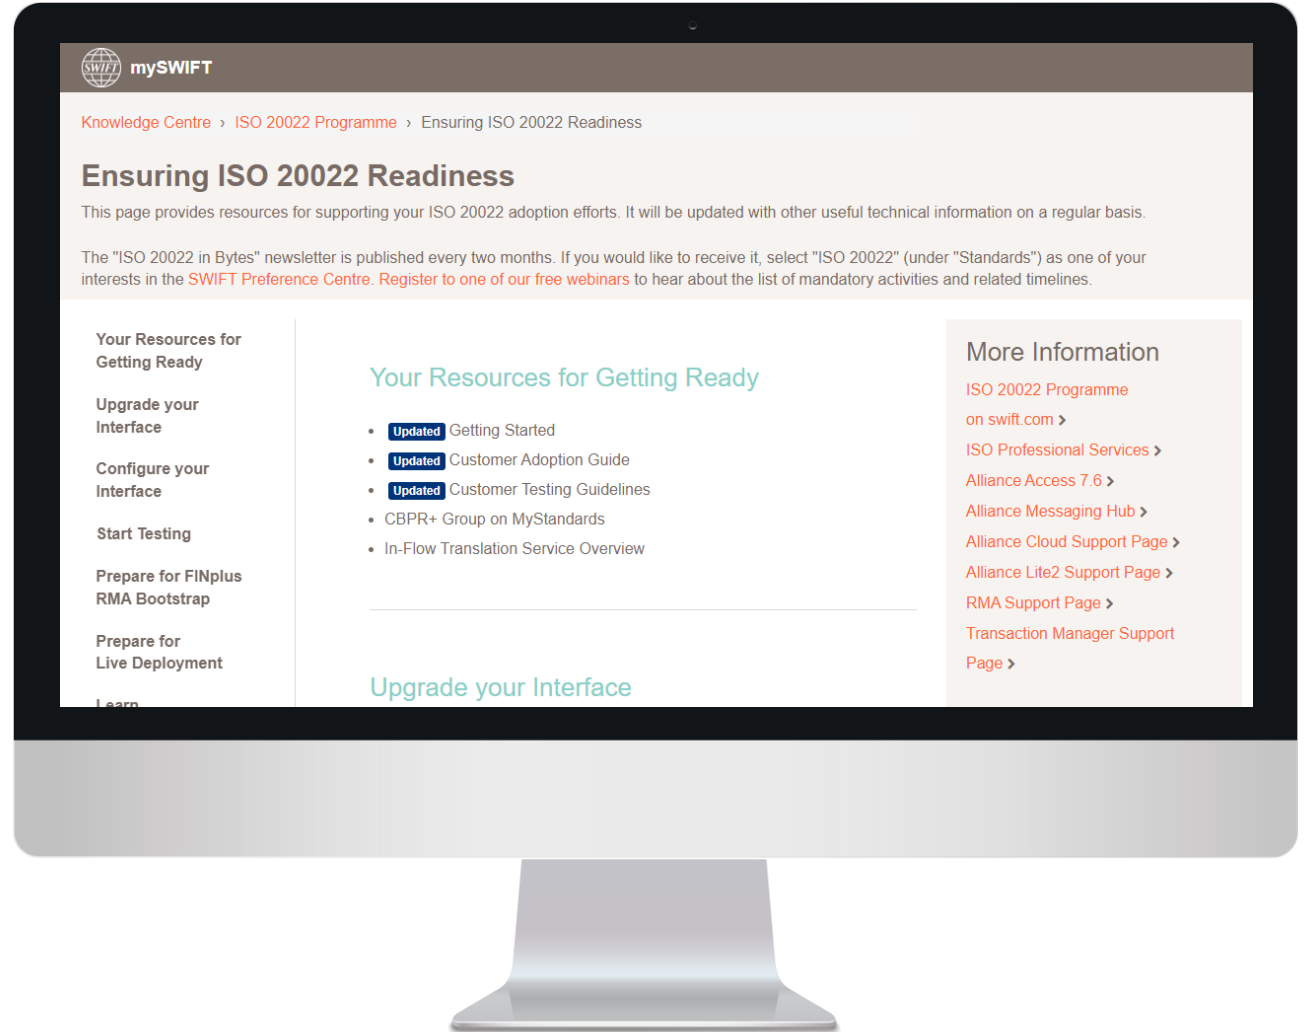 SWIFT
mySWIFT
Knowledge Centre › ISO 20022 Programme › Ensuring ISO 20022 Readiness
Ensuring ISO 20022 Readiness
This page provides resources for supporting your ISO 20022 adoption efforts. It will be updated with other useful technical information on a regular basis.
The "ISO 20022 in Bytes" newsletter is published every two months. If you would like to receive it, select "ISO 20022" (under "Standards") as one of your
interests in the SWIFT Preference Centre. Register to one of our free webinars to hear about the list of mandatory activities and related timelines.
Your Resources for
Getting Ready
Upgrade your
Interface
Configure your
Interface
Start Testing
Prepare for FINplus
RMA Bootstrap
Prepare for
Live Deployment
Learn
Your Resources for Getting Ready
• Updated Getting Started
• Updated Customer Adoption Guide
• Updated Customer Testing Guidelines
• CBPR+ Group on MyStandards
• In-Flow Translation Service Overview
Upgrade your Interface
More Information
ISO 20022 Programme
on swift.com >
ISO Professional Services >
Alliance Access 7.6 >
Alliance Messaging Hub >
Alliance Cloud Support Page >
Alliance Lite2 Support Page >
RMA Support Page >
Transaction Manager Support
Page >